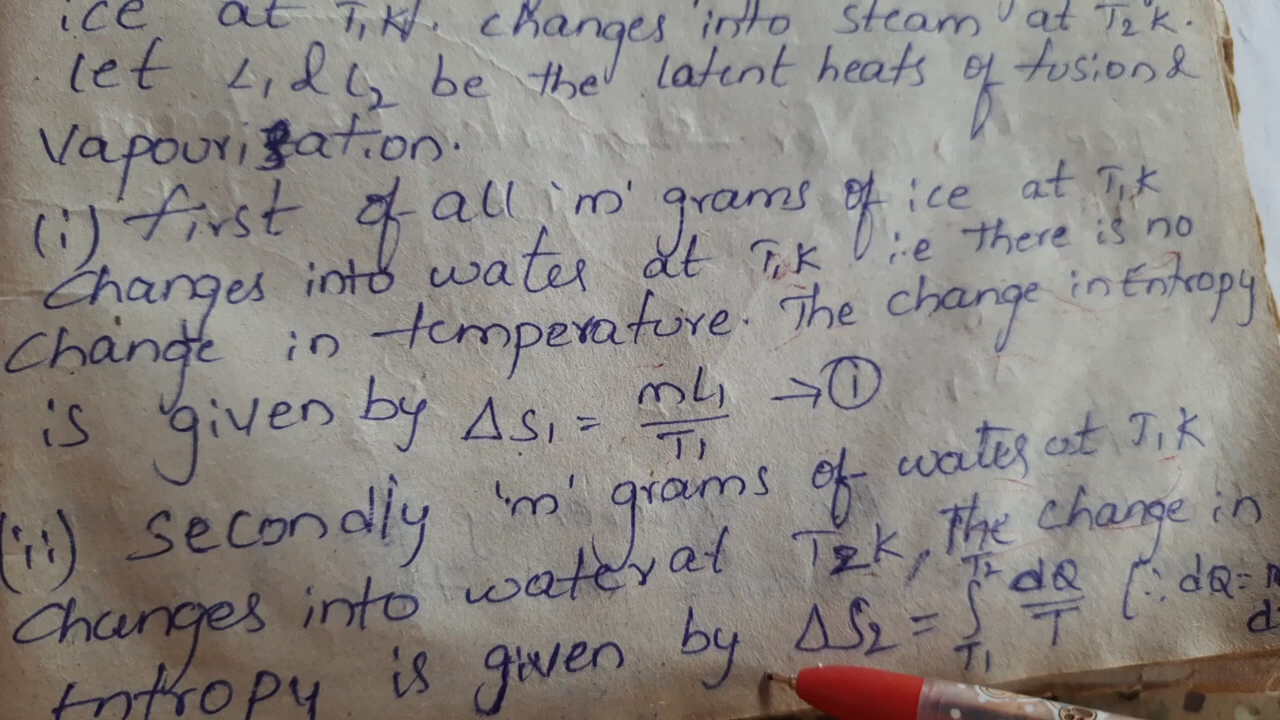 ice at T₁K. changes into steam at T₂K.
let L₁ & L₂ be the latent heats of fusion &
Vapourisation.
(i) first of all 'm' grams of ice at T₁K
Changes into water at T₁K i.e there is no
Change in temperature. The change in Entropy
is given by ΔS₁ = mL₁/T₁ → ①
(ii) secondly 'm' grams of water at T₁K
Changes into water at T₂K, The change in
Entropy is given by ΔS₂ = ∫T₁T₂ dQ/T [∵ dQ=